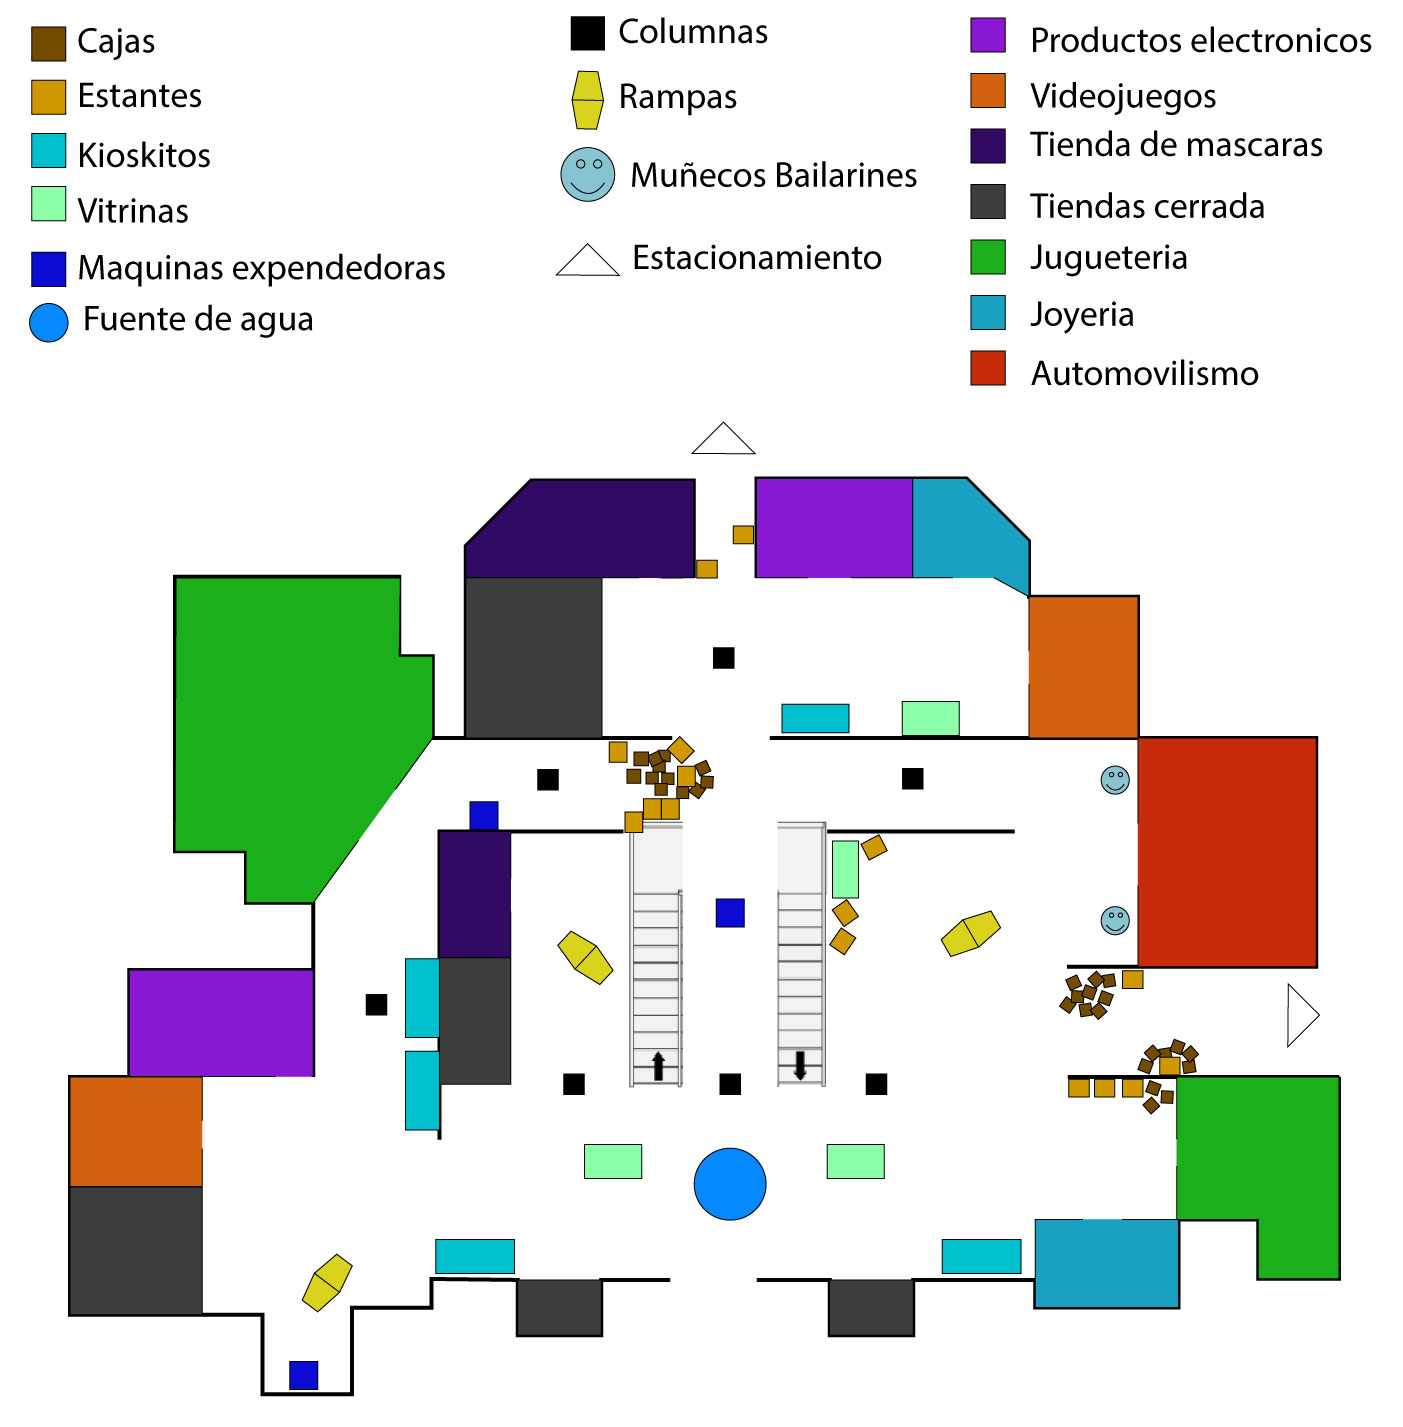 Cajas
Estantes
Kioskitos
Vitrinas
Maquinas expendedoras
Fuente de agua
Columnas
Rampas
Muñecos Bailarines
Estacionamiento
Productos electronicos
Videojuegos
Tienda de mascaras
Tiendas cerrada
Jugueteria
Joyeria
Automovilismo